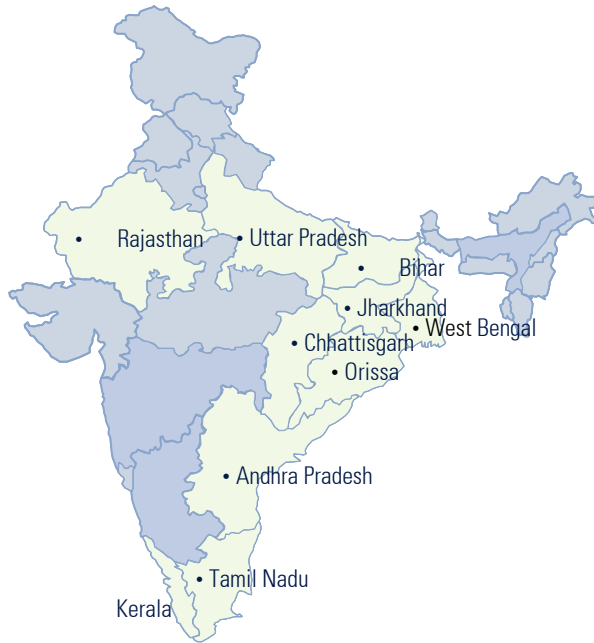 Rajasthan
Uttar Pradesh
Bihar
Jharkhand
West Bengal
Chhattisgarh
Orissa
Andhra Pradesh
Tamil Nadu
Kerala